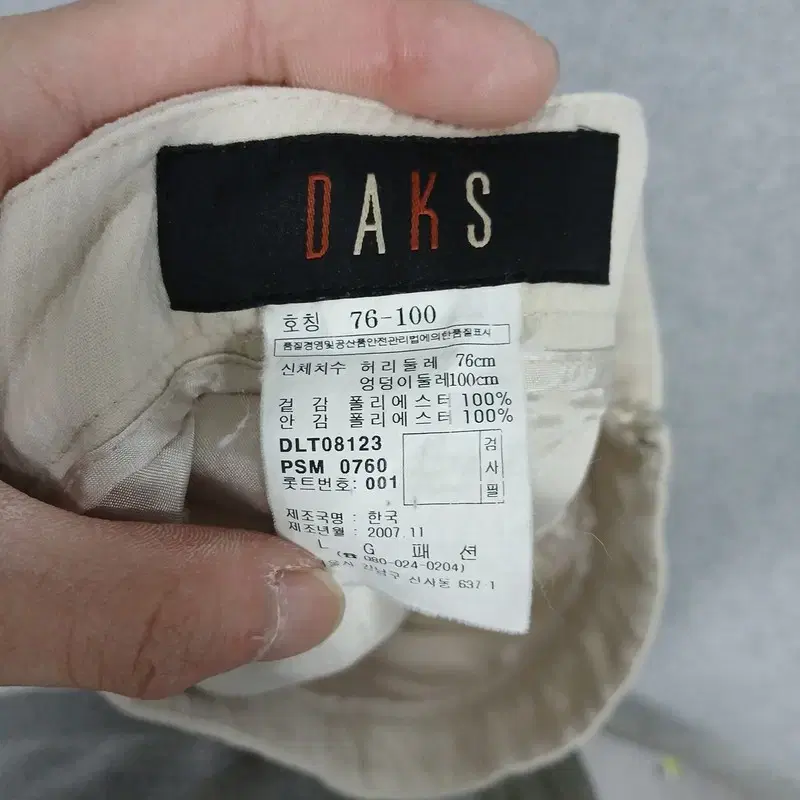 DAKS
호칭 76-100
품질경영및공산품안전관리법에의한품질표시
신체치수 허리둘레 76cm
엉덩이둘레100cm
겉감 폴리에스터 100%
안감 폴리에스터 100%
DLT08123
PSM 0760
롯트번호: 001
검사필
제조국명 : 한국
제조년월 : 2007.11
LG패션
(☎ 080-024-0204)
강남구 신사동 637-1